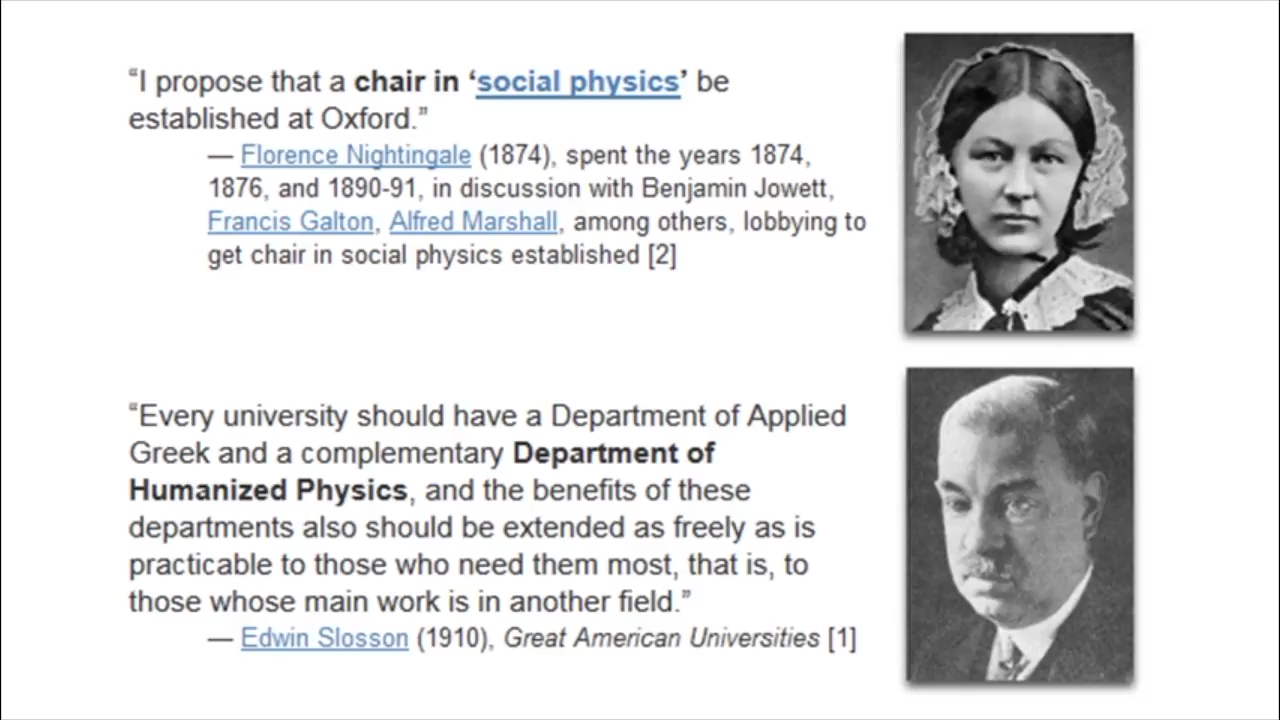 “I propose that a chair in ‘social physics’ be
established at Oxford.”
— Florence Nightingale (1874), spent the years 1874,
1876, and 1890-91, in discussion with Benjamin Jowett,
Francis Galton, Alfred Marshall, among others, lobbying to
get chair in social physics established [2]
“Every university should have a Department of Applied
Greek and a complementary Department of
Humanized Physics, and the benefits of these
departments also should be extended as freely as is
practicable to those who need them most, that is, to
those whose main work is in another field.”
— Edwin Slosson (1910), Great American Universities [1]